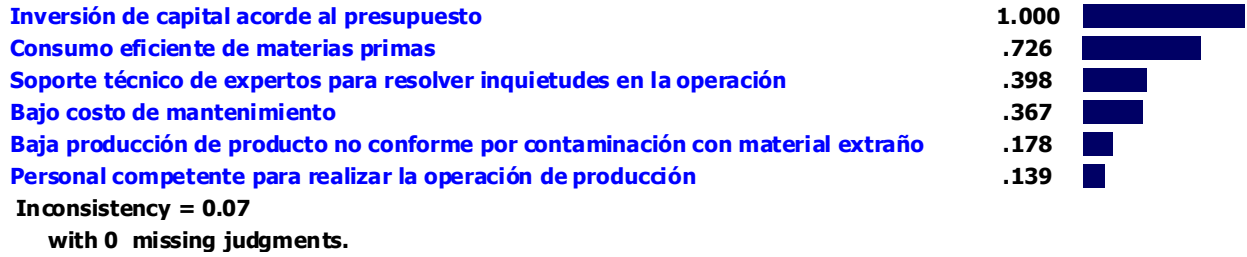 Inversión de capital acorde al presupuesto 1.000
Consumo eficiente de materias primas .726
Soporte técnico de expertos para resolver inquietudes en la operación .398
Bajo costo de mantenimiento .367
Baja producción de producto no conforme por contaminación con material extraño .178
Personal competente para realizar la operación de producción .139
Inconsistency = 0.07
with 0 missing judgments.